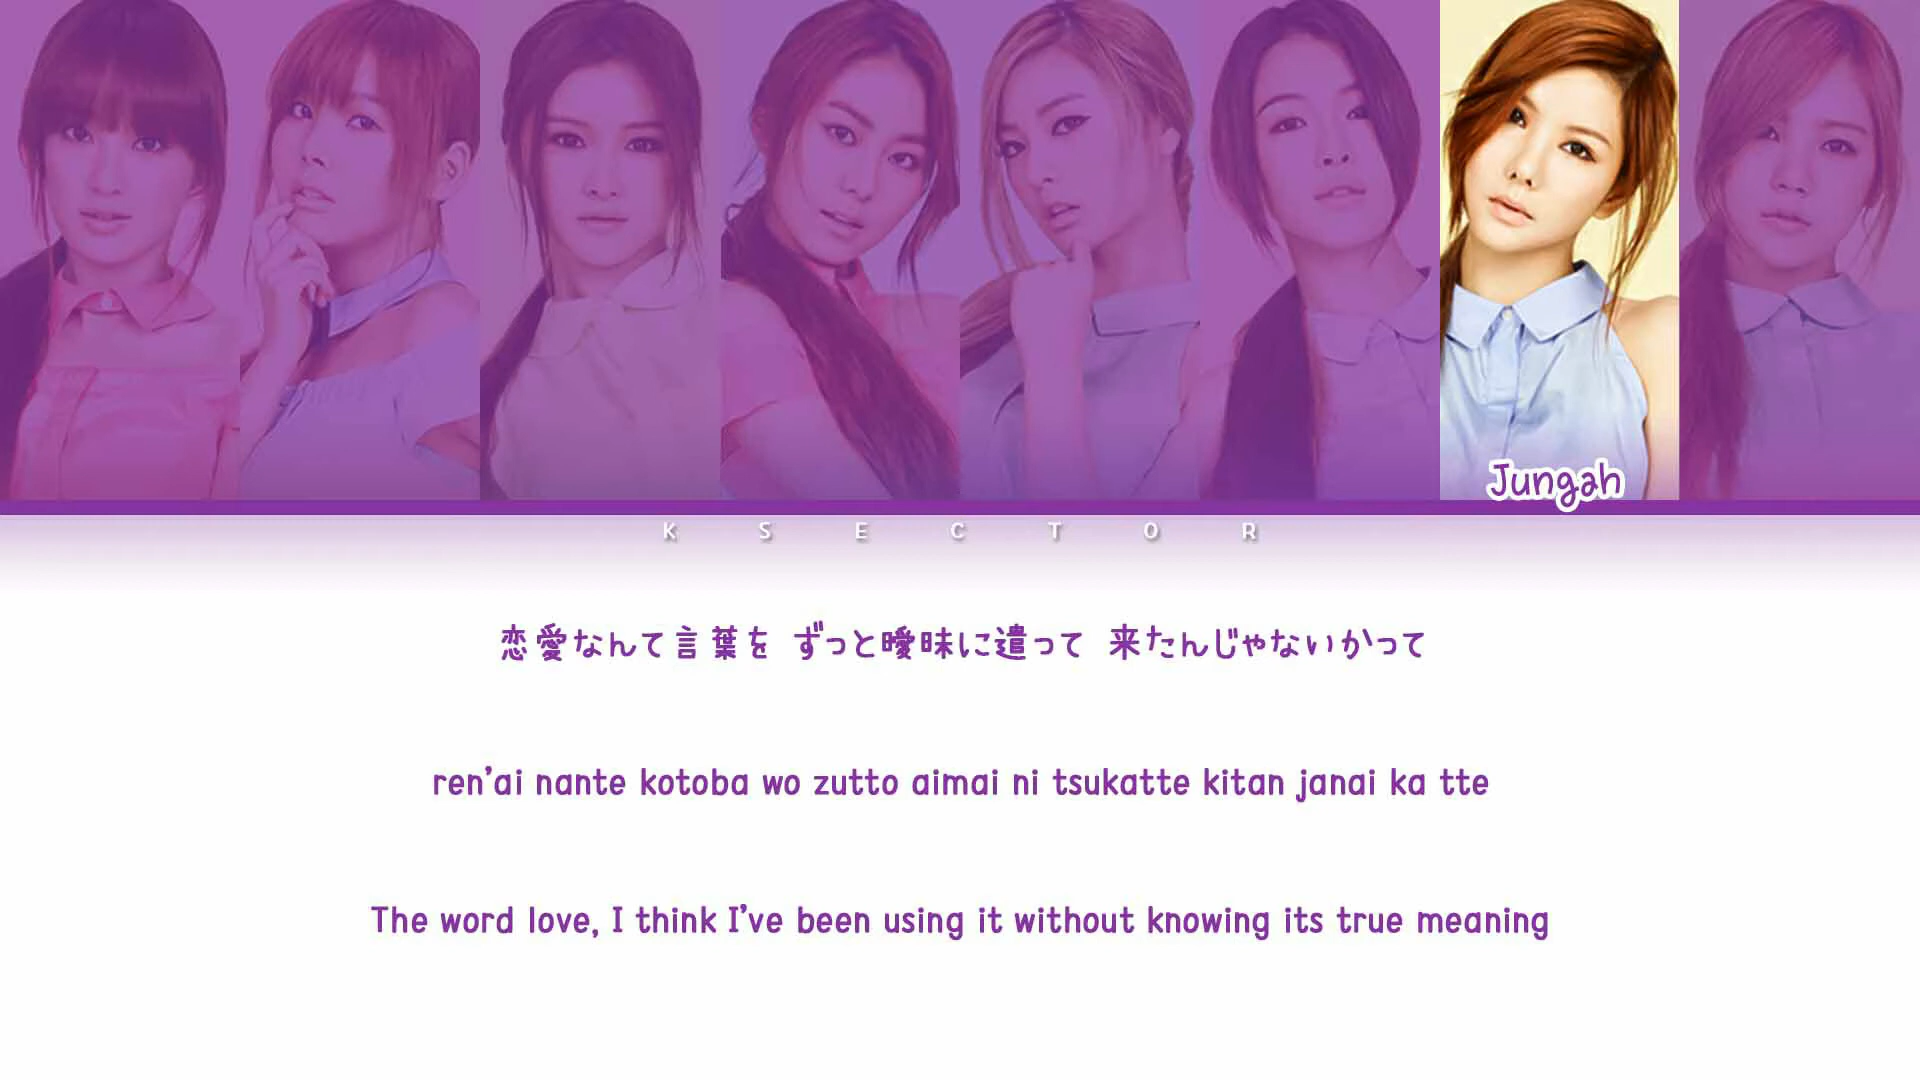 Jungah
K S E C T O R
恋愛なんて言葉を ずっと曖昧に遣って 来たんじゃないかって
ren'ai nante kotoba wo zutto aimai ni tsukatte kitan janai ka tte
The word love, I think I've been using it without knowing its true meaning